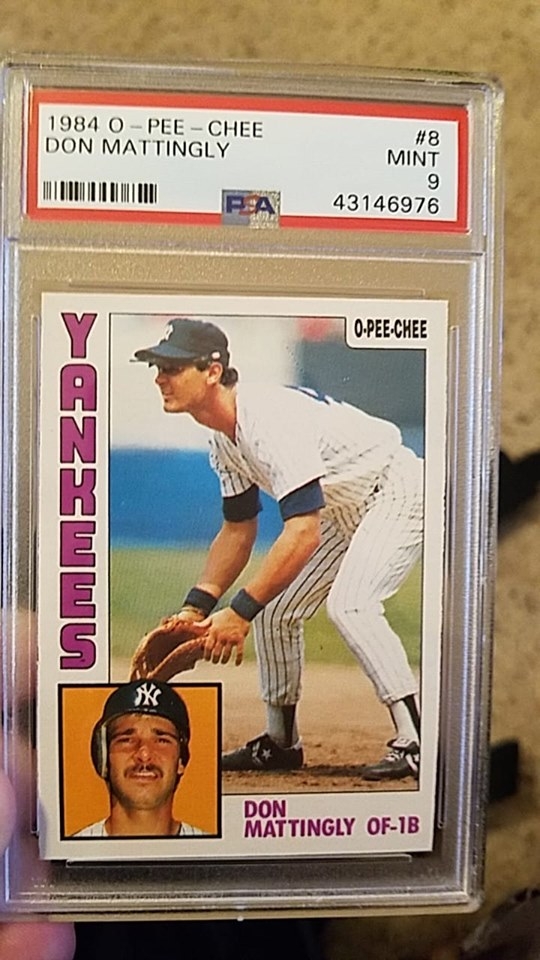 1984 O-PEE-CHEE #8
DON MATTINGLY MINT
9
PSA 43146976
YANKEES
O-PEE-CHEE
NY
DON
MATTINGLY OF-1B